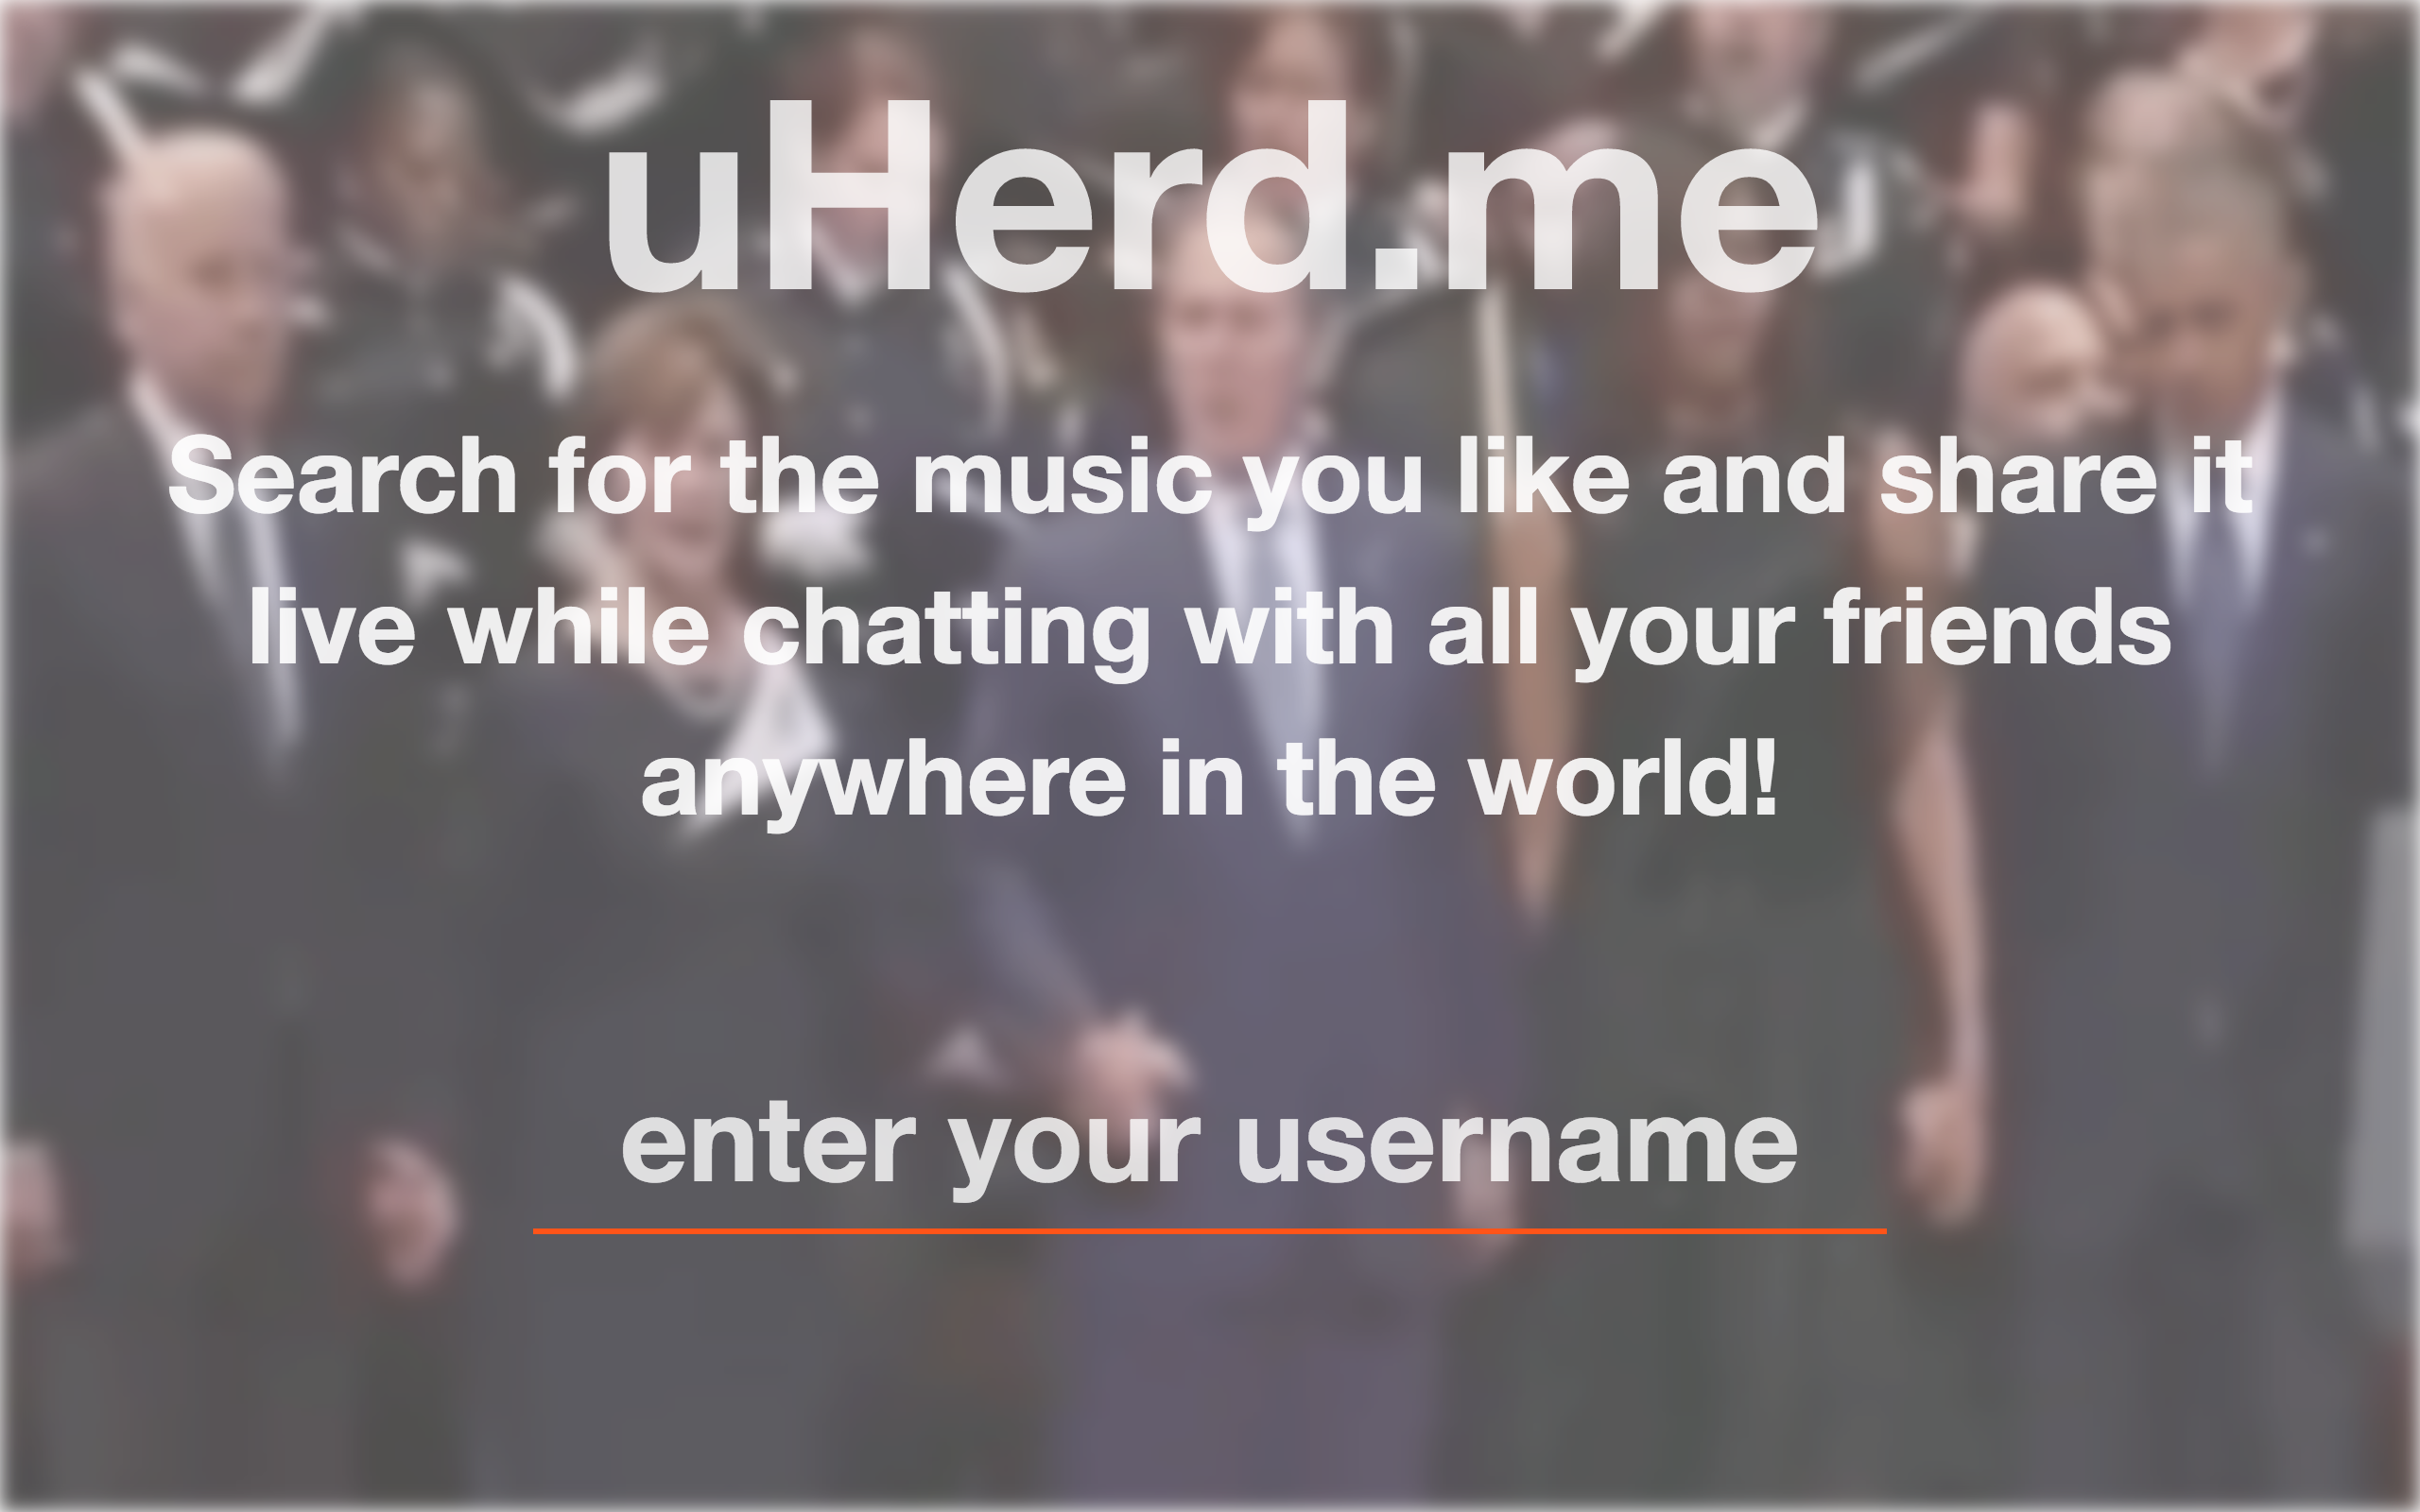 uHerd.me
Search for the music you like and share it
live while chatting with all your friends
anywhere in the world!
enter your username